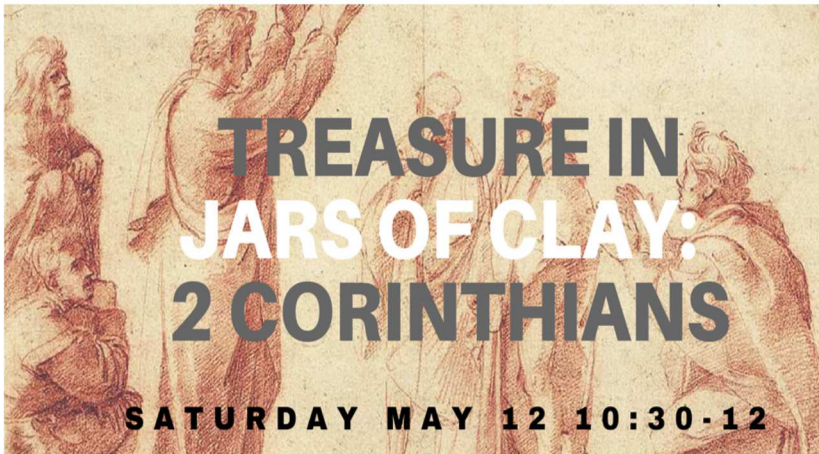 TREASURE IN
JARS OF CLAY:
2 CORINTHIANS
SATURDAY MAY 12 10:30-12